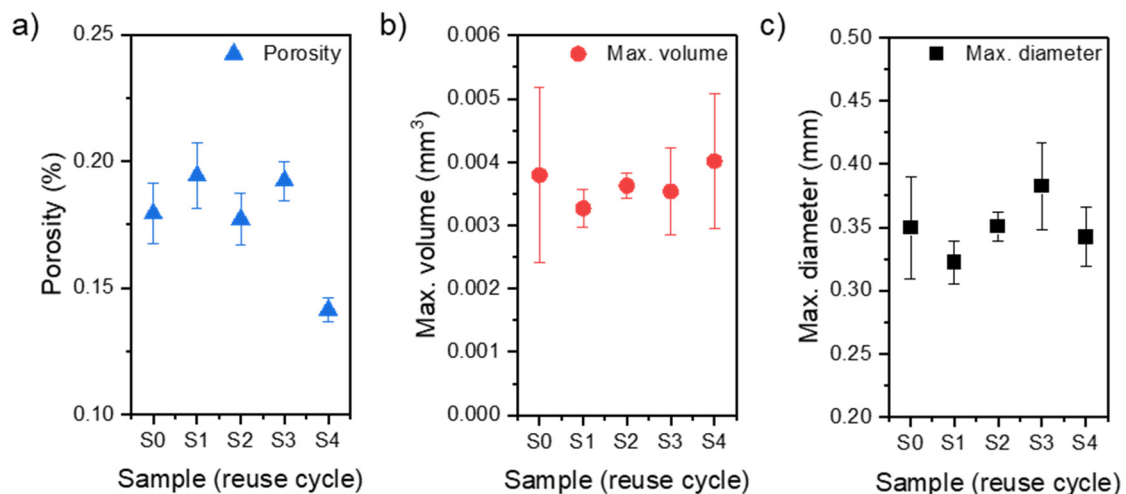 a)
Porosity
Porosity (%)
0.25
0.20
0.15
0.10
S0 S1 S2 S3 S4
Sample (reuse cycle)
b)
Max. volume
Max. volume (mm³)
0.006
0.005
0.004
0.003
0.002
0.001
0.000
S0 S1 S2 S3 S4
Sample (reuse cycle)
c)
Max. diameter
Max. diameter (mm)
0.50
0.45
0.40
0.35
0.30
0.25
0.20
S0 S1 S2 S3 S4
Sample (reuse cycle)